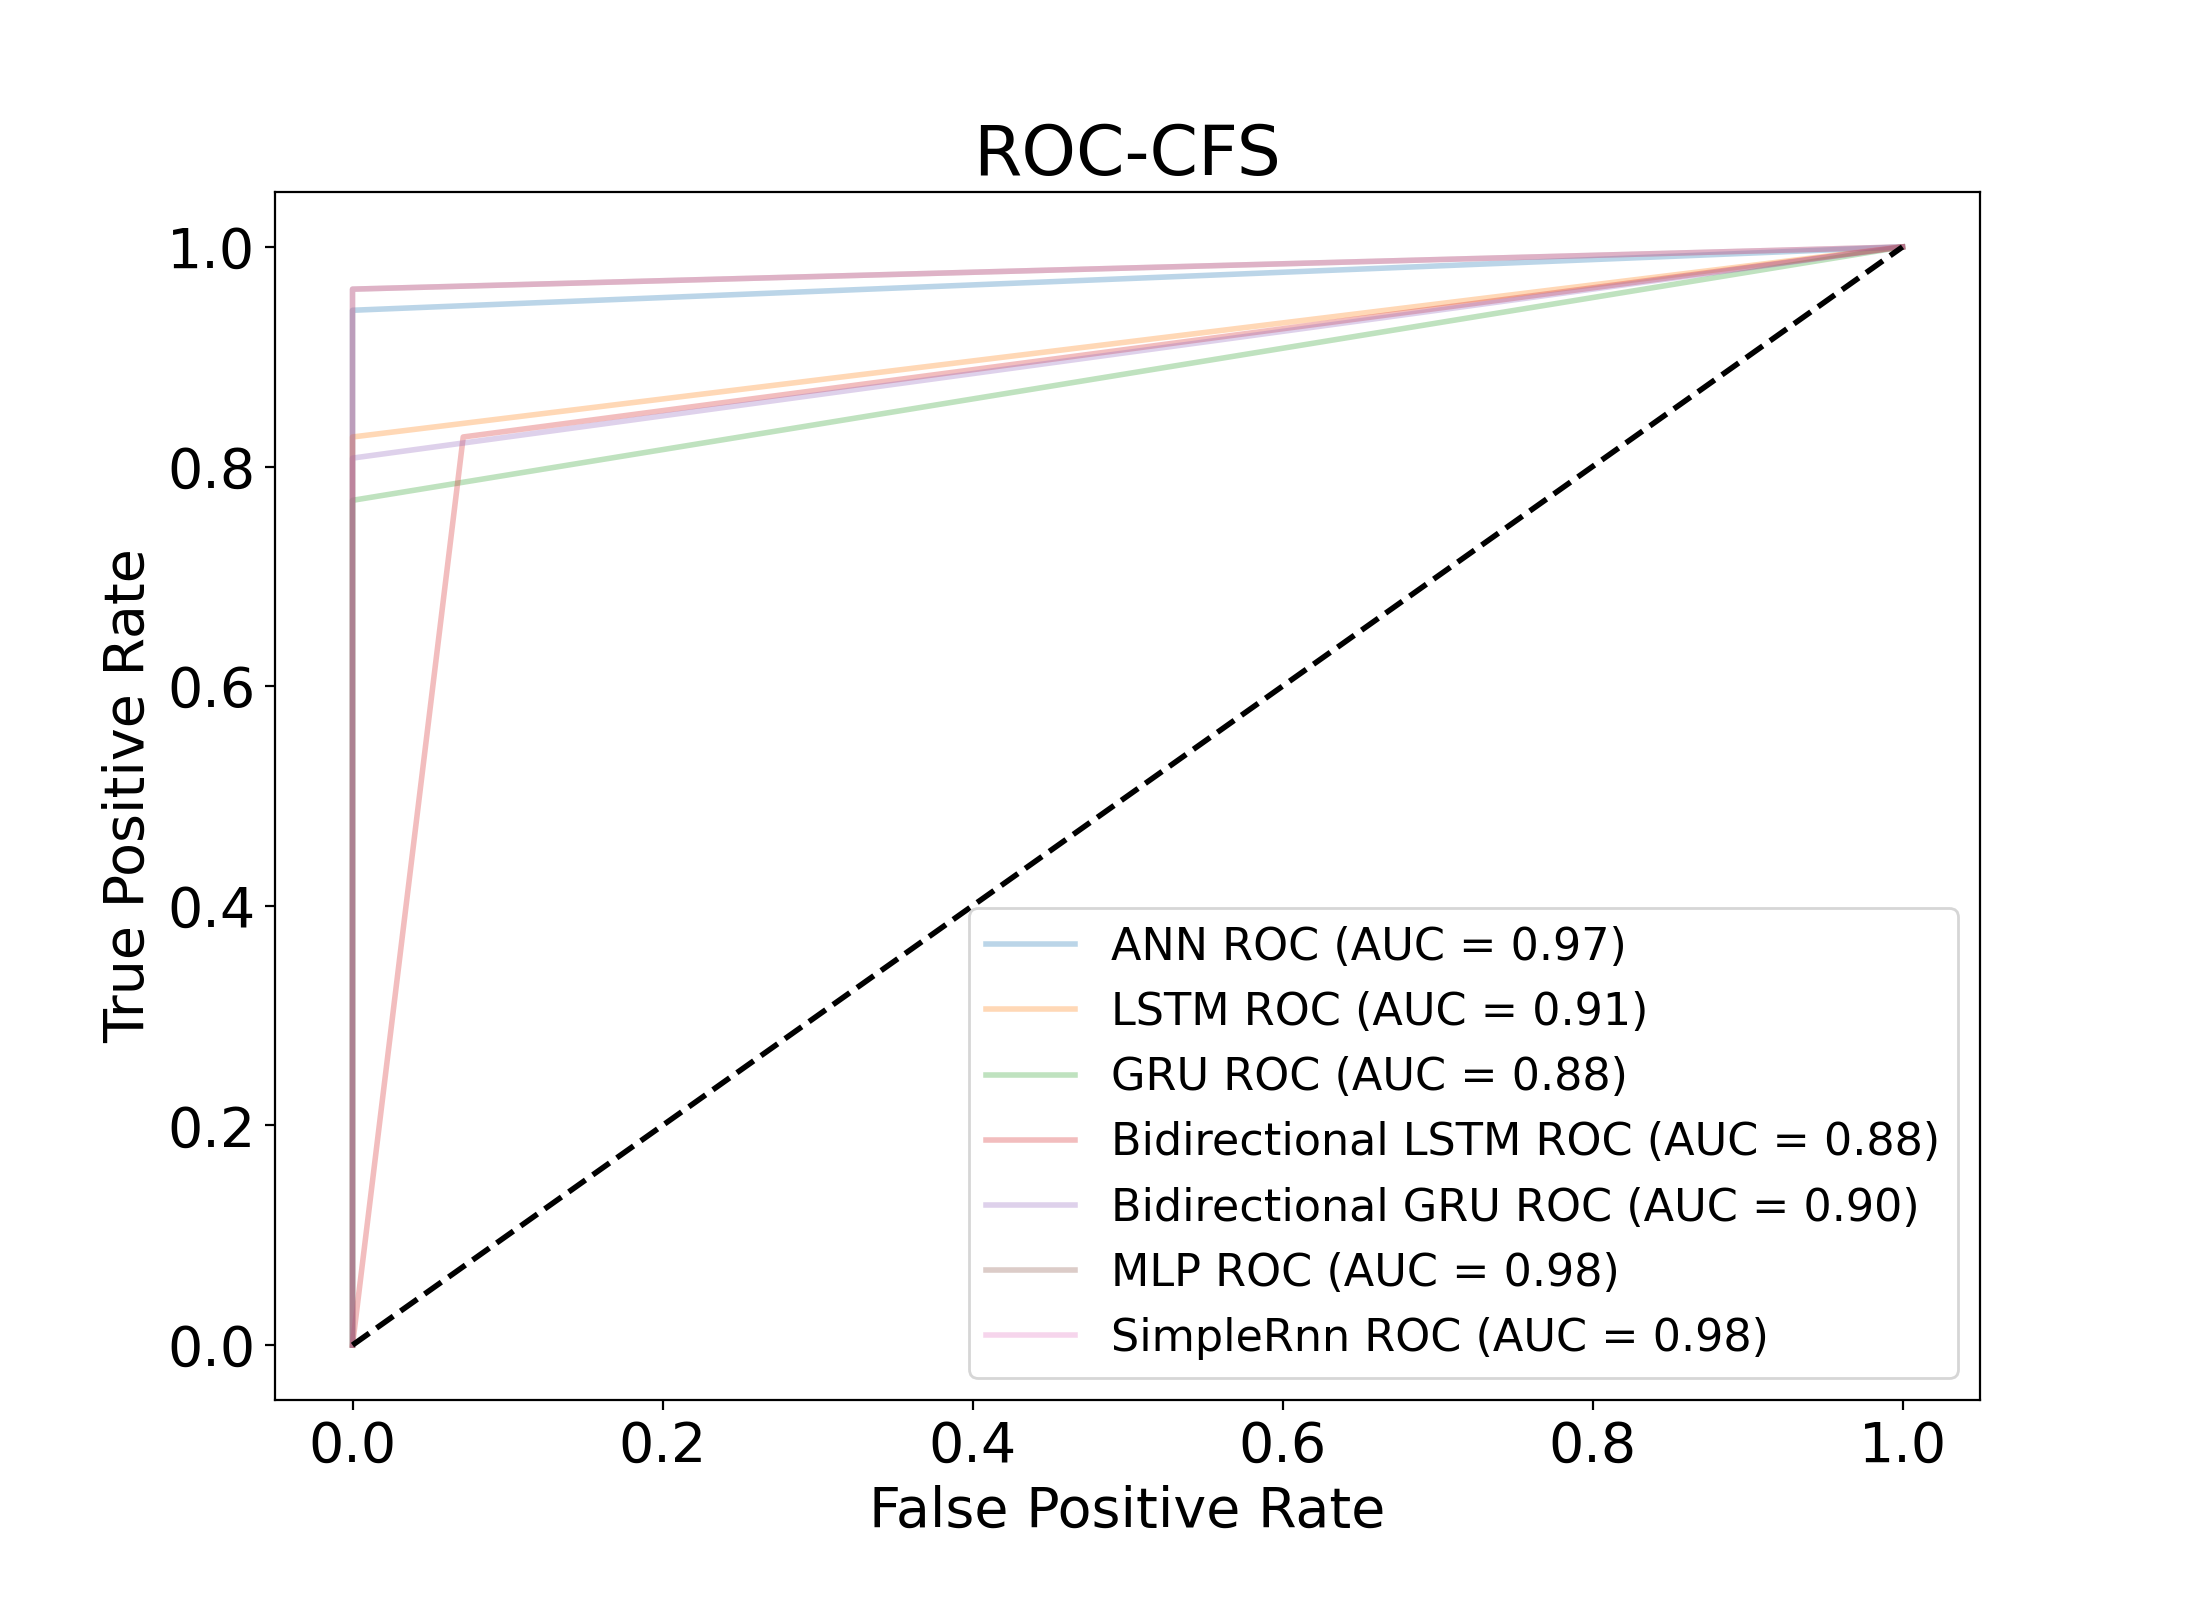 ROC-CFS
True Positive Rate
1.0
0.8
0.6
0.4
0.2
0.0
ANN ROC (AUC = 0.97)
LSTM ROC (AUC = 0.91)
GRU ROC (AUC = 0.88)
Bidirectional LSTM ROC (AUC = 0.88)
Bidirectional GRU ROC (AUC = 0.90)
MLP ROC (AUC = 0.98)
SimpleRnn ROC (AUC = 0.98)
0.0 0.2 0.4 0.6 0.8 1.0
False Positive Rate